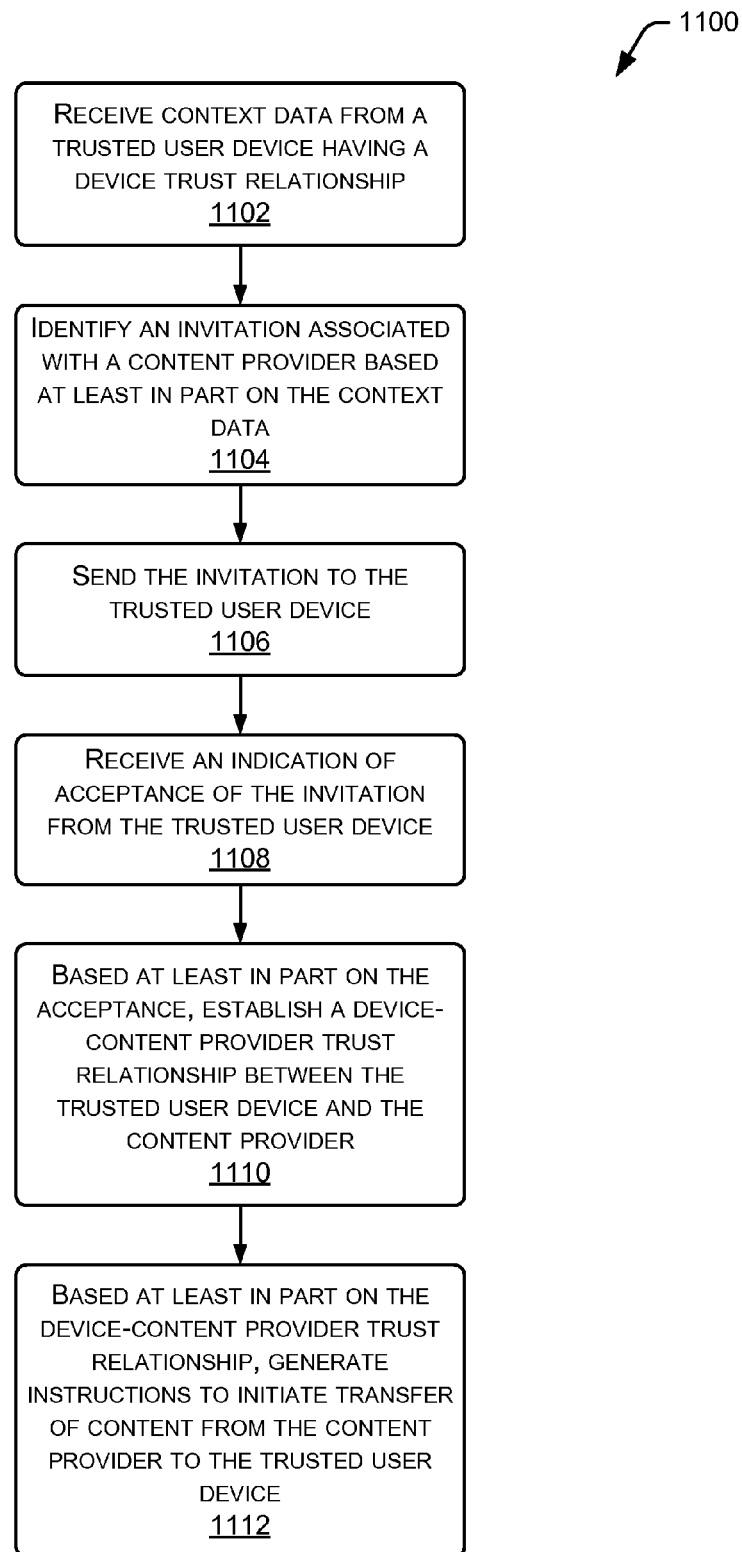 1100
RECEIVE CONTEXT DATA FROM A
TRUSTED USER DEVICE HAVING A
DEVICE TRUST RELATIONSHIP
1102
IDENTIFY AN INVITATION ASSOCIATED
WITH A CONTENT PROVIDER BASED
AT LEAST IN PART ON THE CONTEXT
DATA
1104
SEND THE INVITATION TO THE
TRUSTED USER DEVICE
1106
RECEIVE AN INDICATION OF
ACCEPTANCE OF THE INVITATION
FROM THE TRUSTED USER DEVICE
1108
BASED AT LEAST IN PART ON THE
ACCEPTANCE, ESTABLISH A DEVICE-
CONTENT PROVIDER TRUST
RELATIONSHIP BETWEEN THE
TRUSTED USER DEVICE AND THE
CONTENT PROVIDER
1110
BASED AT LEAST IN PART ON THE
DEVICE-CONTENT PROVIDER TRUST
RELATIONSHIP, GENERATE
INSTRUCTIONS TO INITIATE TRANSFER
OF CONTENT FROM THE CONTENT
PROVIDER TO THE TRUSTED USER
DEVICE
1112